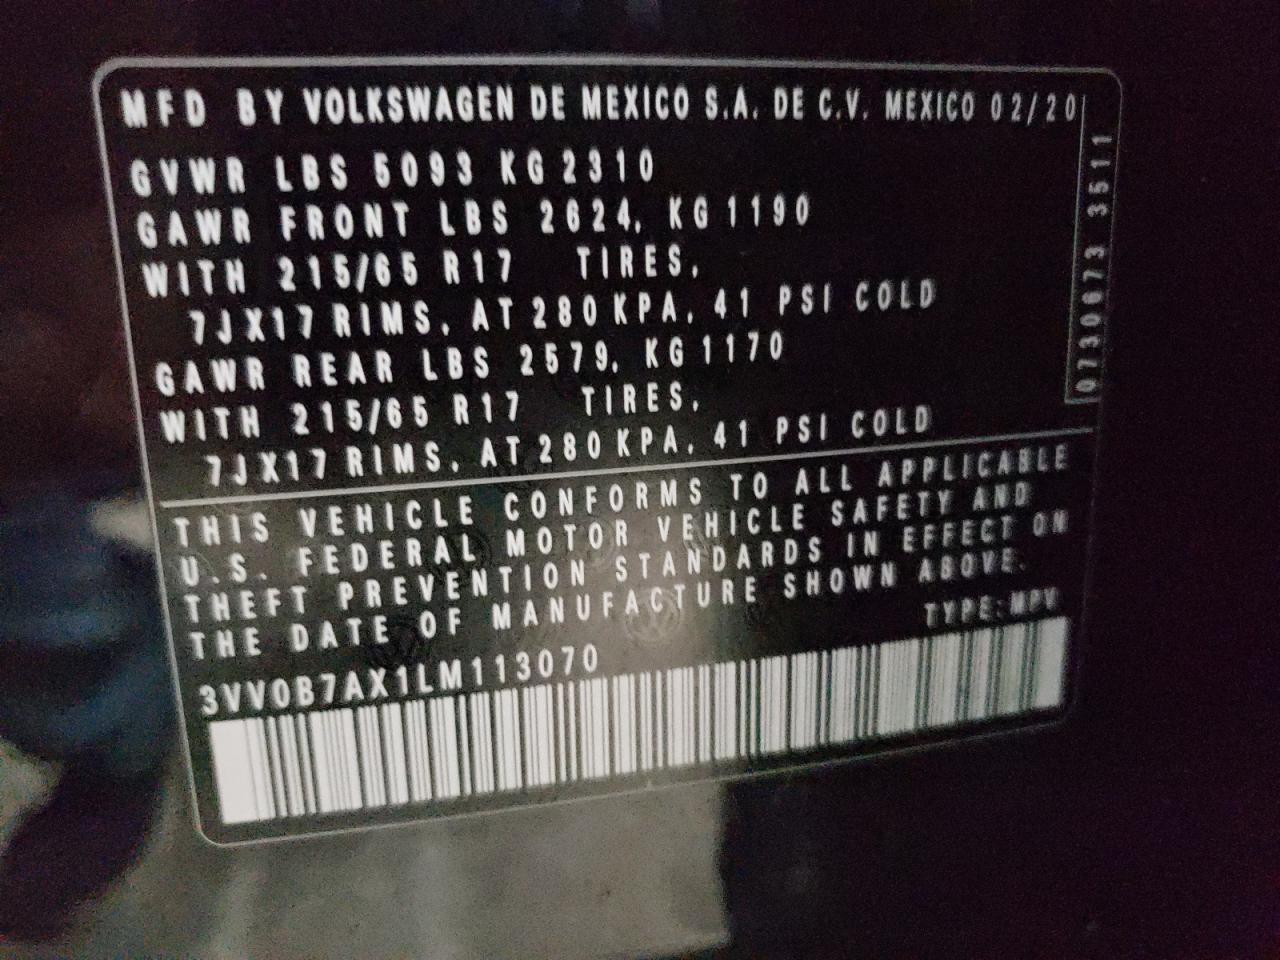 MFD BY VOLKSWAGEN DE MEXICO S.A. DE C.V. MEXICO 02/20
GVWR LBS 5093 KG 2310
GAWR FRONT LBS 2624, KG 1190
WITH 215/65 R17 TIRES,
7JX17 RIMS, AT 280 KPA, 41 PSI COLD
GAWR REAR LBS 2579, KG 1170
WITH 215/65 R17 TIRES,
7JX17 RIMS, AT 280 KPA, 41 PSI COLD
0730673 3511
THIS VEHICLE CONFORMS TO ALL APPLICABLE
U.S. FEDERAL MOTOR VEHICLE SAFETY AND
THEFT PREVENTION STANDARDS IN EFFECT ON
THE DATE OF MANUFACTURE SHOWN ABOVE.
TYPE: MPV
3VV0B7AX1LM113070